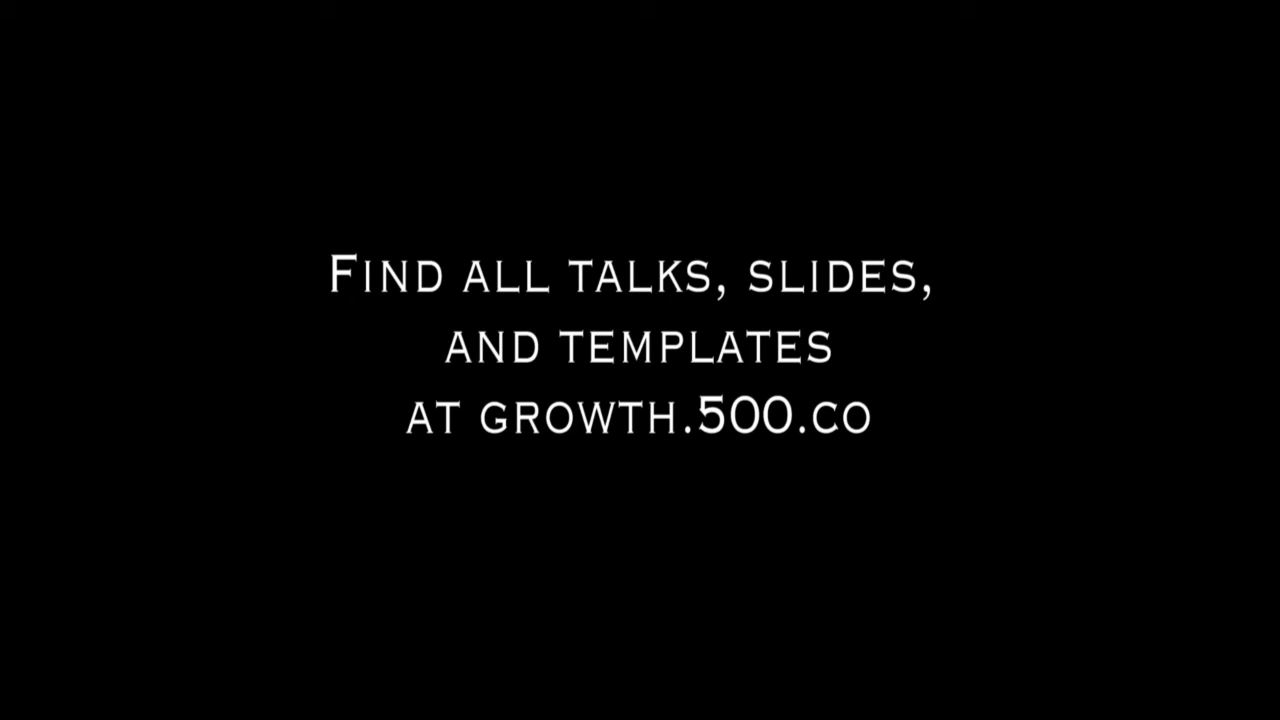 Find all talks, slides,
and templates
at growth.500.co